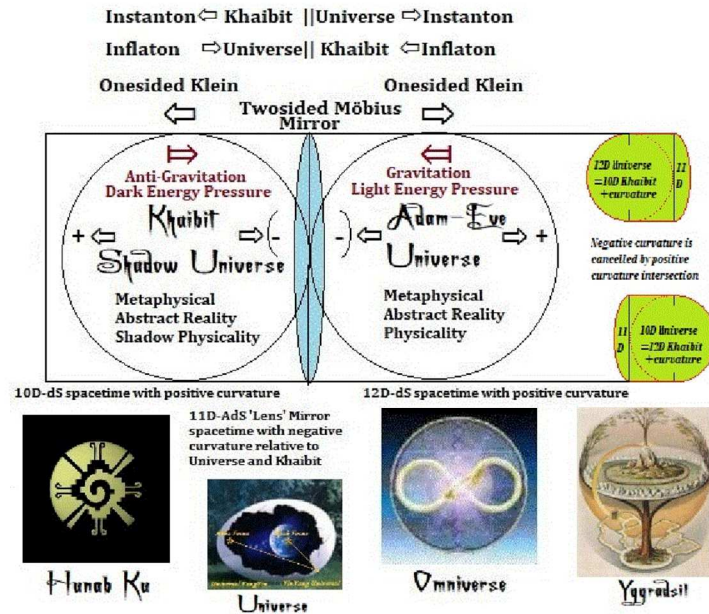 Instanton⇦ Khaibit ||Universe ⇨Instanton
Inflaton ⇨Universe|| Khaibit ⇦Inflaton
Onesided Klein
Onesided Klein
Twosided Möbius
Mirror
Anti-Gravitation
Dark Energy Pressure
Khaibit
Shadow Universe
Metaphysical
Abstract Reality
Shadow Physicality
+
-
Gravitation
Light Energy Pressure
Adam-Eve
Universe
Metaphysical
Abstract Reality
Physicality
-
+
12D Universe
=10D Khaibit
+curvature
11
D
Negative curvature is
cancelled by positive
curvature intersection
11
D
10D Universe
=12D Khaibit
+curvature
10D-dS spacetime with positive curvature
12D-dS spacetime with positive curvature
11D-AdS 'Lens' Mirror
spacetime with negative
curvature relative to
Universe and Khaibit
Hunab Ku
Universe
Omniverse
Yggradsil